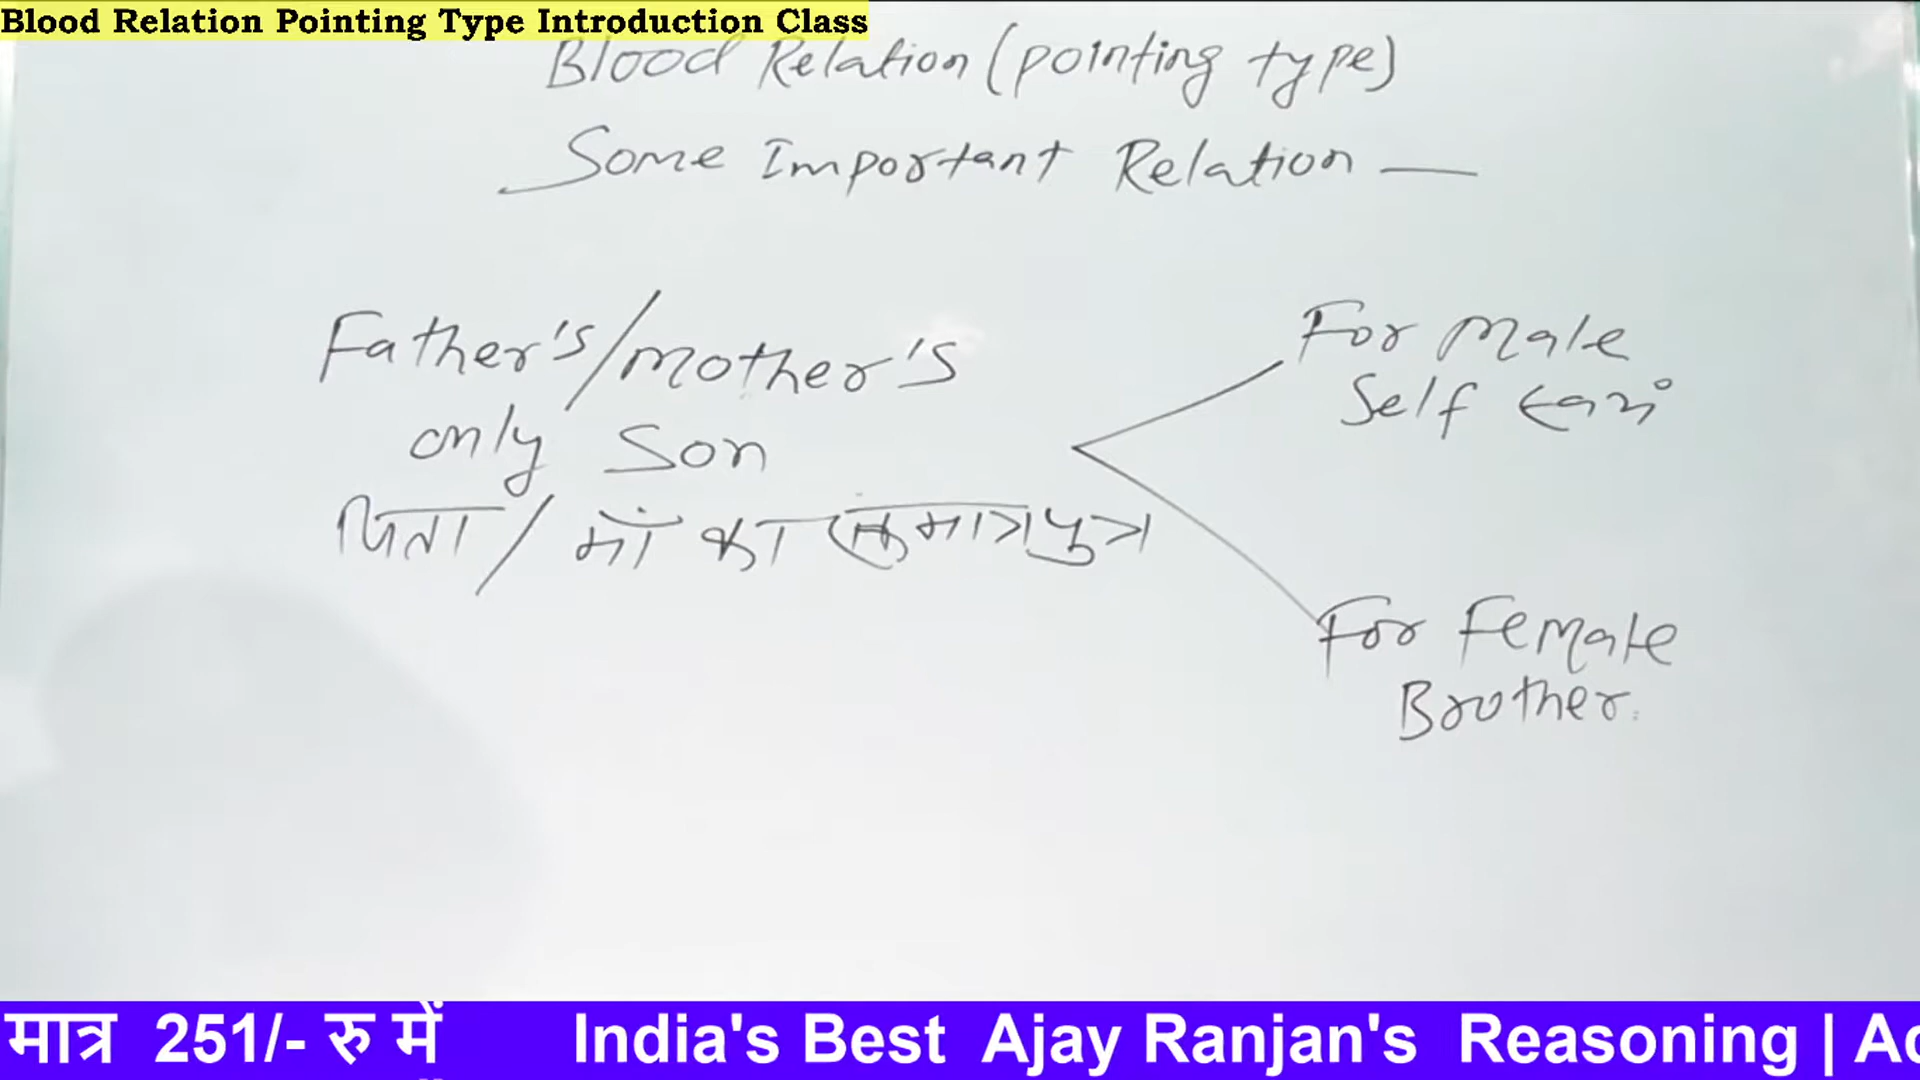 Blood Relation Pointing Type Introduction Class
Blood Relation (pointing type)
Some Important Relation —
Father's/mother's
only Son
पिता / माँ का एकमात्र पुत्र
For male
Self स्वयं
For Female
Brother.
मात्र 251/- रु में India's Best Ajay Ranjan's Reasoning |